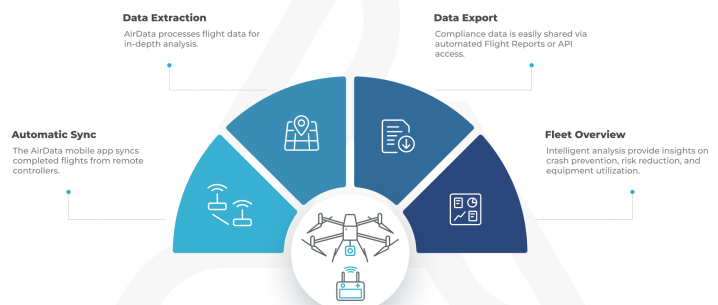 Data Extraction
AirData processes flight data for
in-depth analysis.
Data Export
Compliance data is easily shared via
automated Flight Reports or API
access.
Automatic Sync
The AirData mobile app syncs
completed flights from remote
controllers.
Fleet Overview
Intelligent analysis provide insights on
crash prevention, risk reduction, and
equipment utilization.